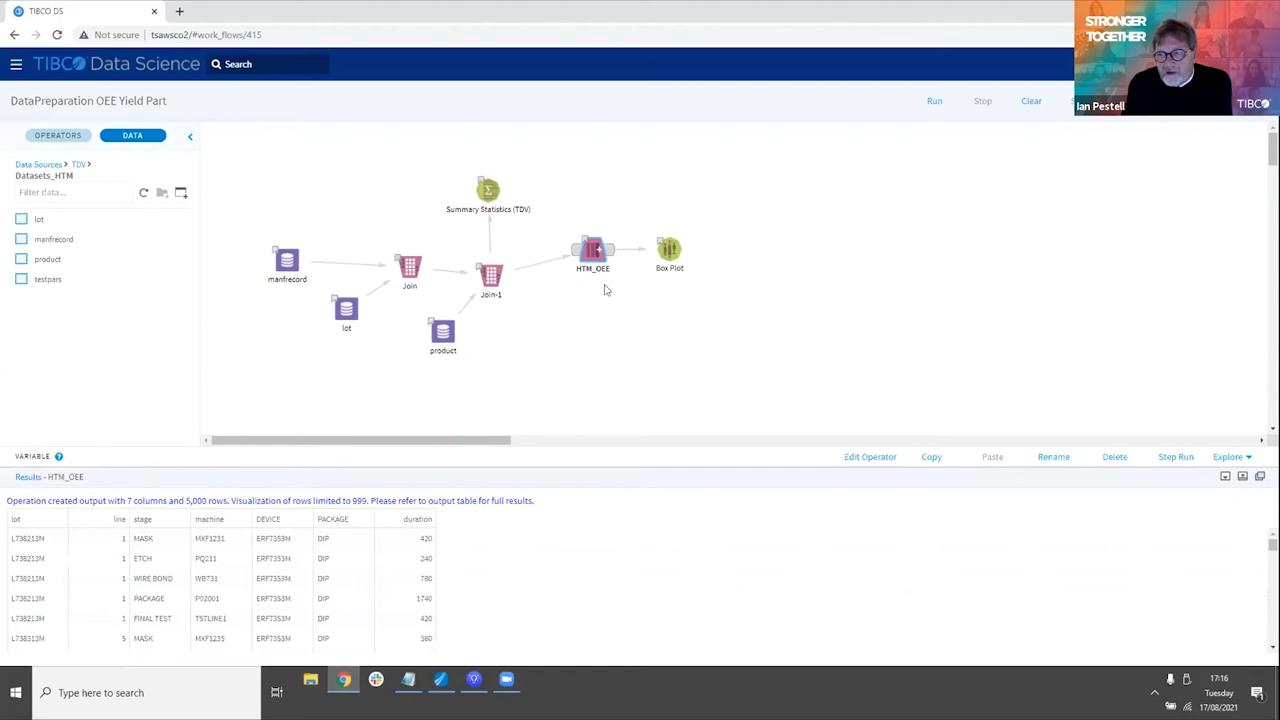 TIBCO DS
Not secure
tsawsco2/#work_flows/415
STRONGER
TOGETHER
Ian Pestell
TIBCO
TIBCO Data Science
Search
DataPreparation OEE Yield Part
Run
Stop
Clear
OPERATORS
DATA
Data Sources > TDV >
Datasets_HTM
Filter data...
lot
manfrecord
product
testpars
Summary Statistics (TDV)
manfrecord
Join
lot
Join-1
product
HTM_OEE
Box Plot
VARIABLE
Edit Operator
Copy
Paste
Rename
Delete
Step Run
Explore
Results - HTM_OEE
Operation created output with 7 columns and 5,000 rows. Visualization of rows limited to 999. Please refer to output table for full results.
lot line stage machine DEVICE PACKAGE duration
L738213M 1 MASK MXF1231 ERF7353M DIP 420
L738213M 1 ETCH PQ211 ERF7353M DIP 240
L738213M 1 WIRE BOND WB731 ERF7353M DIP 780
L738213M 1 PACKAGE P02001 ERF7353M DIP 1740
L738213M 1 FINAL TEST TSTLINE1 ERF7353M DIP 420
L738313M 5 MASK MXF1235 ERF7353M DIP 360
Type here to search
17:16
Tuesday
17/08/2021